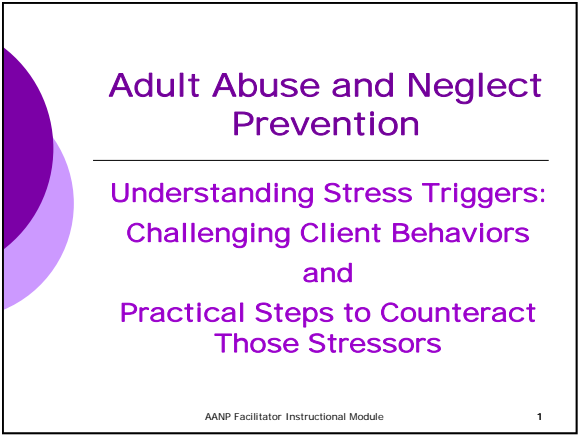 Adult Abuse and Neglect
Prevention
Understanding Stress Triggers:
Challenging Client Behaviors
and
Practical Steps to Counteract
Those Stressors
AANP Facilitator Instructional Module
1